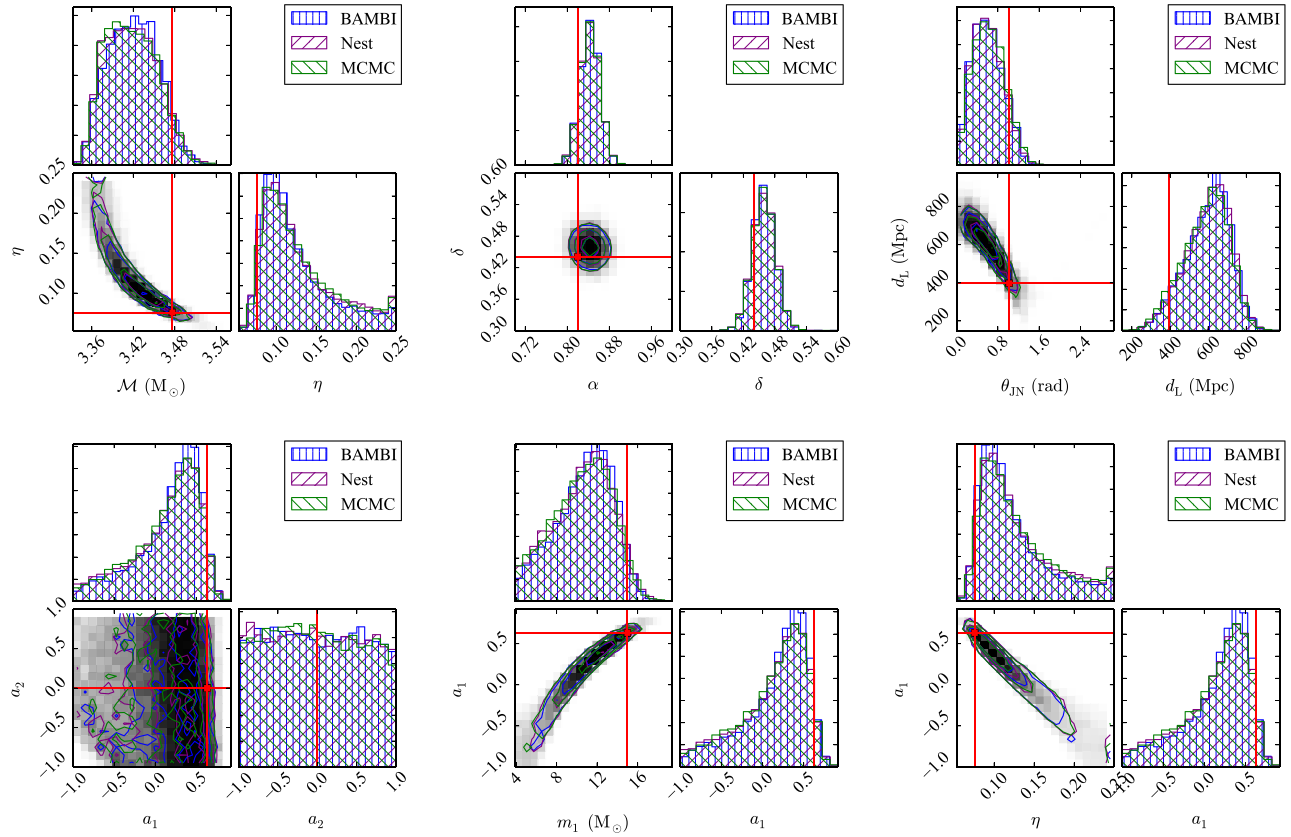 BAMBI
Nest
MCMC
0.25
0.20
0.15
0.10
η
3.36
3.42
3.48
3.54
ℳ (M⊙)
0.10
0.15
0.20
0.25
η
BAMBI
Nest
MCMC
0.60
0.54
0.48
0.42
0.36
0.30
δ
0.72
0.80
0.88
0.96
α
0.30
0.36
0.42
0.48
0.54
0.60
δ
BAMBI
Nest
MCMC
800
600
400
200
d_L (Mpc)
0.0
0.8
1.6
2.4
θ_JN (rad)
200
400
600
800
d_L (Mpc)
BAMBI
Nest
MCMC
1.0
0.5
0.0
−0.5
−1.0
a₂
−1.0
−0.5
0.0
0.5
a₁
−1.0
−0.5
0.0
0.5
1.0
a₂
BAMBI
Nest
MCMC
0.5
0.0
−0.5
−1.0
a₁
4
8
12
16
m₁ (M⊙)
−1.0
−0.5
0.0
0.5
a₁
BAMBI
Nest
MCMC
0.5
0.0
−0.5
−1.0
a₁
0.10
0.15
0.20
η
−0.5
0.0
0.5
a₁